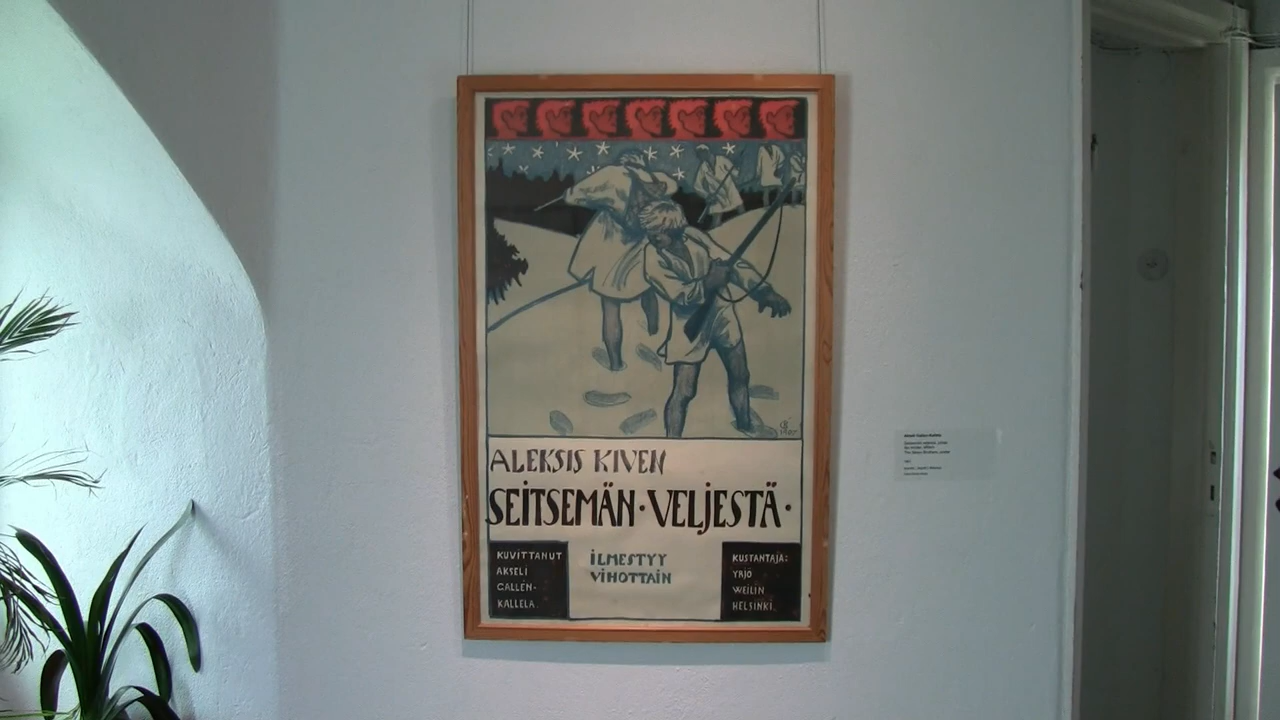 ALEKSIS KIVEN
SEITSEMÄN · VELJESTÄ ·
KUVITTANUT
AKSELI
GALLÉN-
KALLELA.
ILMESTYY
VIHOTTAIN
KUSTANTAJA:
YRJÖ
WEILIN
HELSINKI.